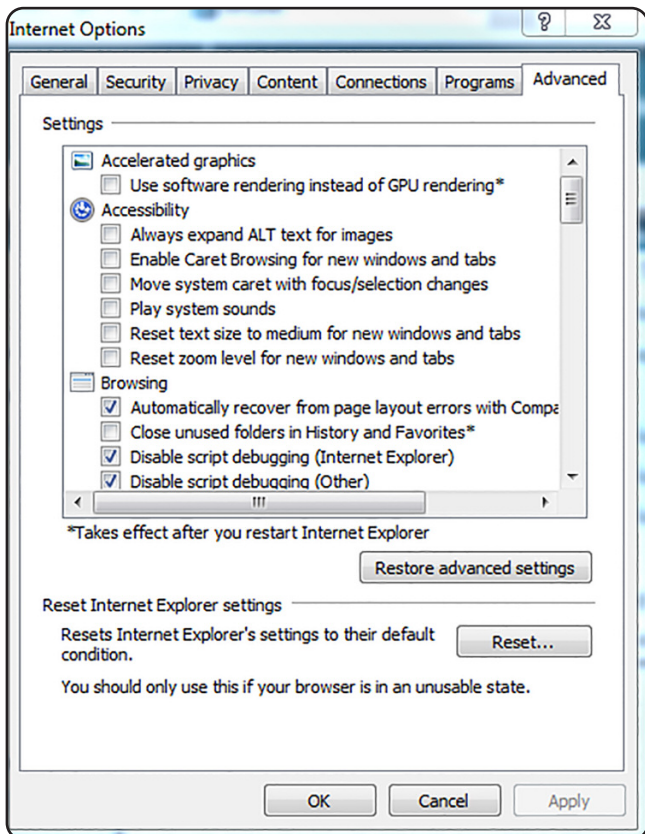 Internet Options
General Security Privacy Content Connections Programs Advanced
Settings
Accelerated graphics
Use software rendering instead of GPU rendering*
Accessibility
Always expand ALT text for images
Enable Caret Browsing for new windows and tabs
Move system caret with focus/selection changes
Play system sounds
Reset text size to medium for new windows and tabs
Reset zoom level for new windows and tabs
Browsing
Automatically recover from page layout errors with Compa
Close unused folders in History and Favorites*
Disable script debugging (Internet Explorer)
Disable script debugging (Other)
*Takes effect after you restart Internet Explorer
Restore advanced settings
Reset Internet Explorer settings
Resets Internet Explorer's settings to their default
condition.
Reset...
You should only use this if your browser is in an unusable state.
OK Cancel Apply